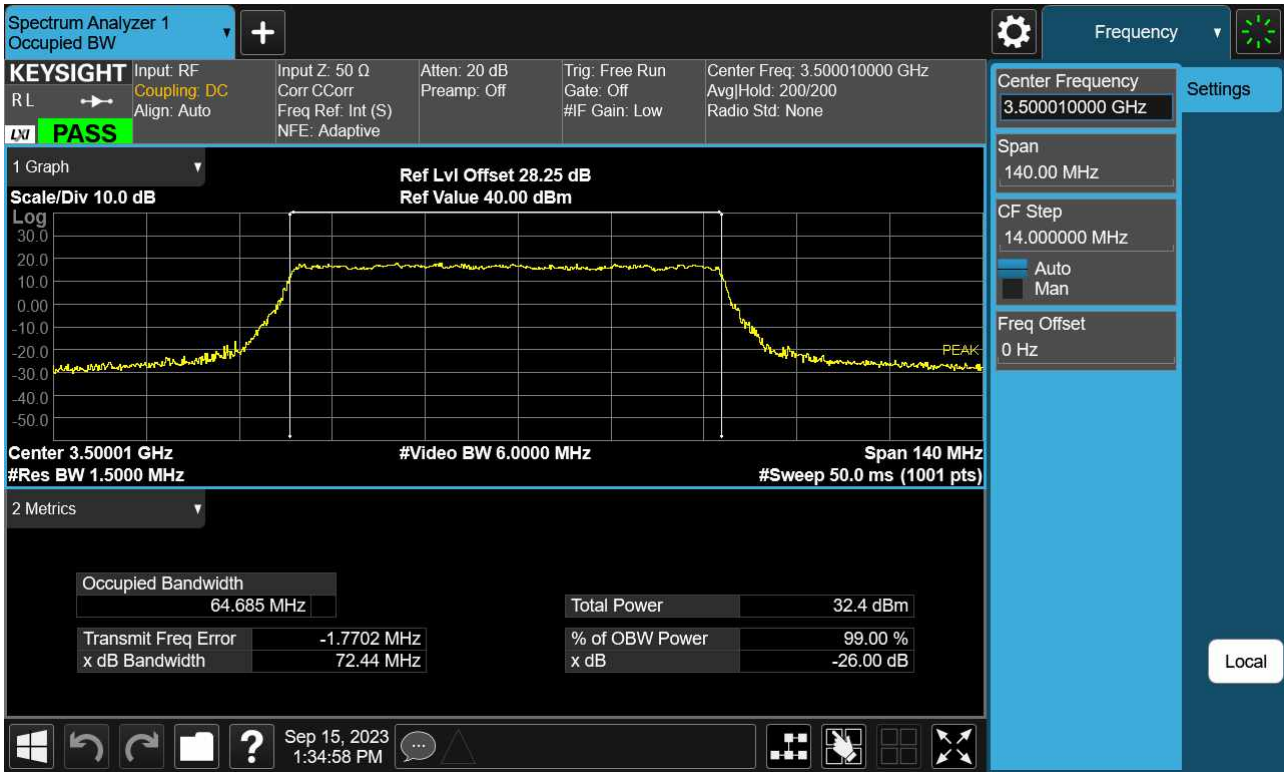 Spectrum Analyzer 1
Occupied BW
Frequency
KEYSIGHT
R L
LXI
PASS
Input: RF
Coupling: DC
Align: Auto
Input Z: 50 Ω
Corr CCorr
Freq Ref: Int (S)
NFE: Adaptive
Atten: 20 dB
Preamp: Off
Trig: Free Run
Gate: Off
#IF Gain: Low
Center Freq: 3.500010000 GHz
Avg|Hold: 200/200
Radio Std: None
Center Frequency
3.500010000 GHz
Settings
Span
140.00 MHz
CF Step
14.000000 MHz
Auto
Man
Freq Offset
0 Hz
Local
1 Graph
Scale/Div 10.0 dB
Ref Lvl Offset 28.25 dB
Ref Value 40.00 dBm
Log
30.0
20.0
10.0
0.00
-10.0
-20.0
-30.0
-40.0
-50.0
PEAK
Center 3.50001 GHz
#Video BW 6.0000 MHz
Span 140 MHz
#Res BW 1.5000 MHz
#Sweep 50.0 ms (1001 pts)
2 Metrics
Occupied Bandwidth
64.685 MHz
Total Power 32.4 dBm
Transmit Freq Error -1.7702 MHz
% of OBW Power 99.00 %
x dB Bandwidth 72.44 MHz
x dB -26.00 dB
Sep 15, 2023
1:34:58 PM